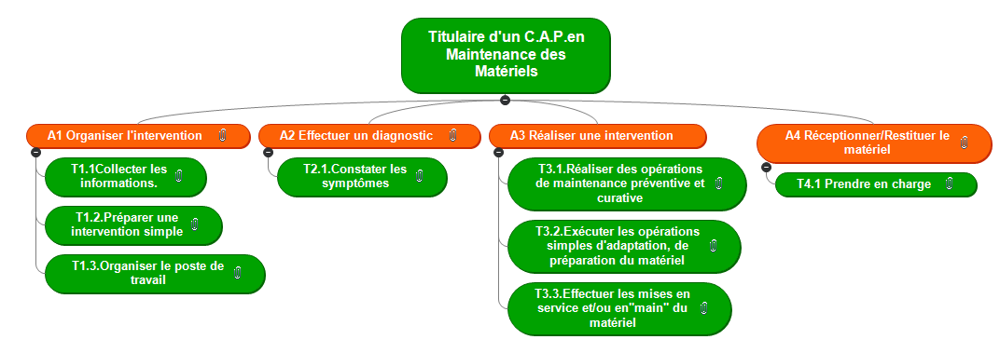 Titulaire d'un C.A.P.en
Maintenance des
Matériels
A1 Organiser l'intervention
T1.1Collecter les
informations.
T1.2.Préparer une
intervention simple
T1.3.Organiser le poste de
travail
A2 Effectuer un diagnostic
T2.1.Constater les
symptômes
A3 Réaliser une intervention
T3.1.Réaliser des opérations
de maintenance préventive et
curative
T3.2.Exécuter les opérations
simples d'adaptation, de
préparation du matériel
T3.3.Effectuer les mises en
service et/ou en"main" du
matériel
A4 Réceptionner/Restituer le
matériel
T4.1 Prendre en charge